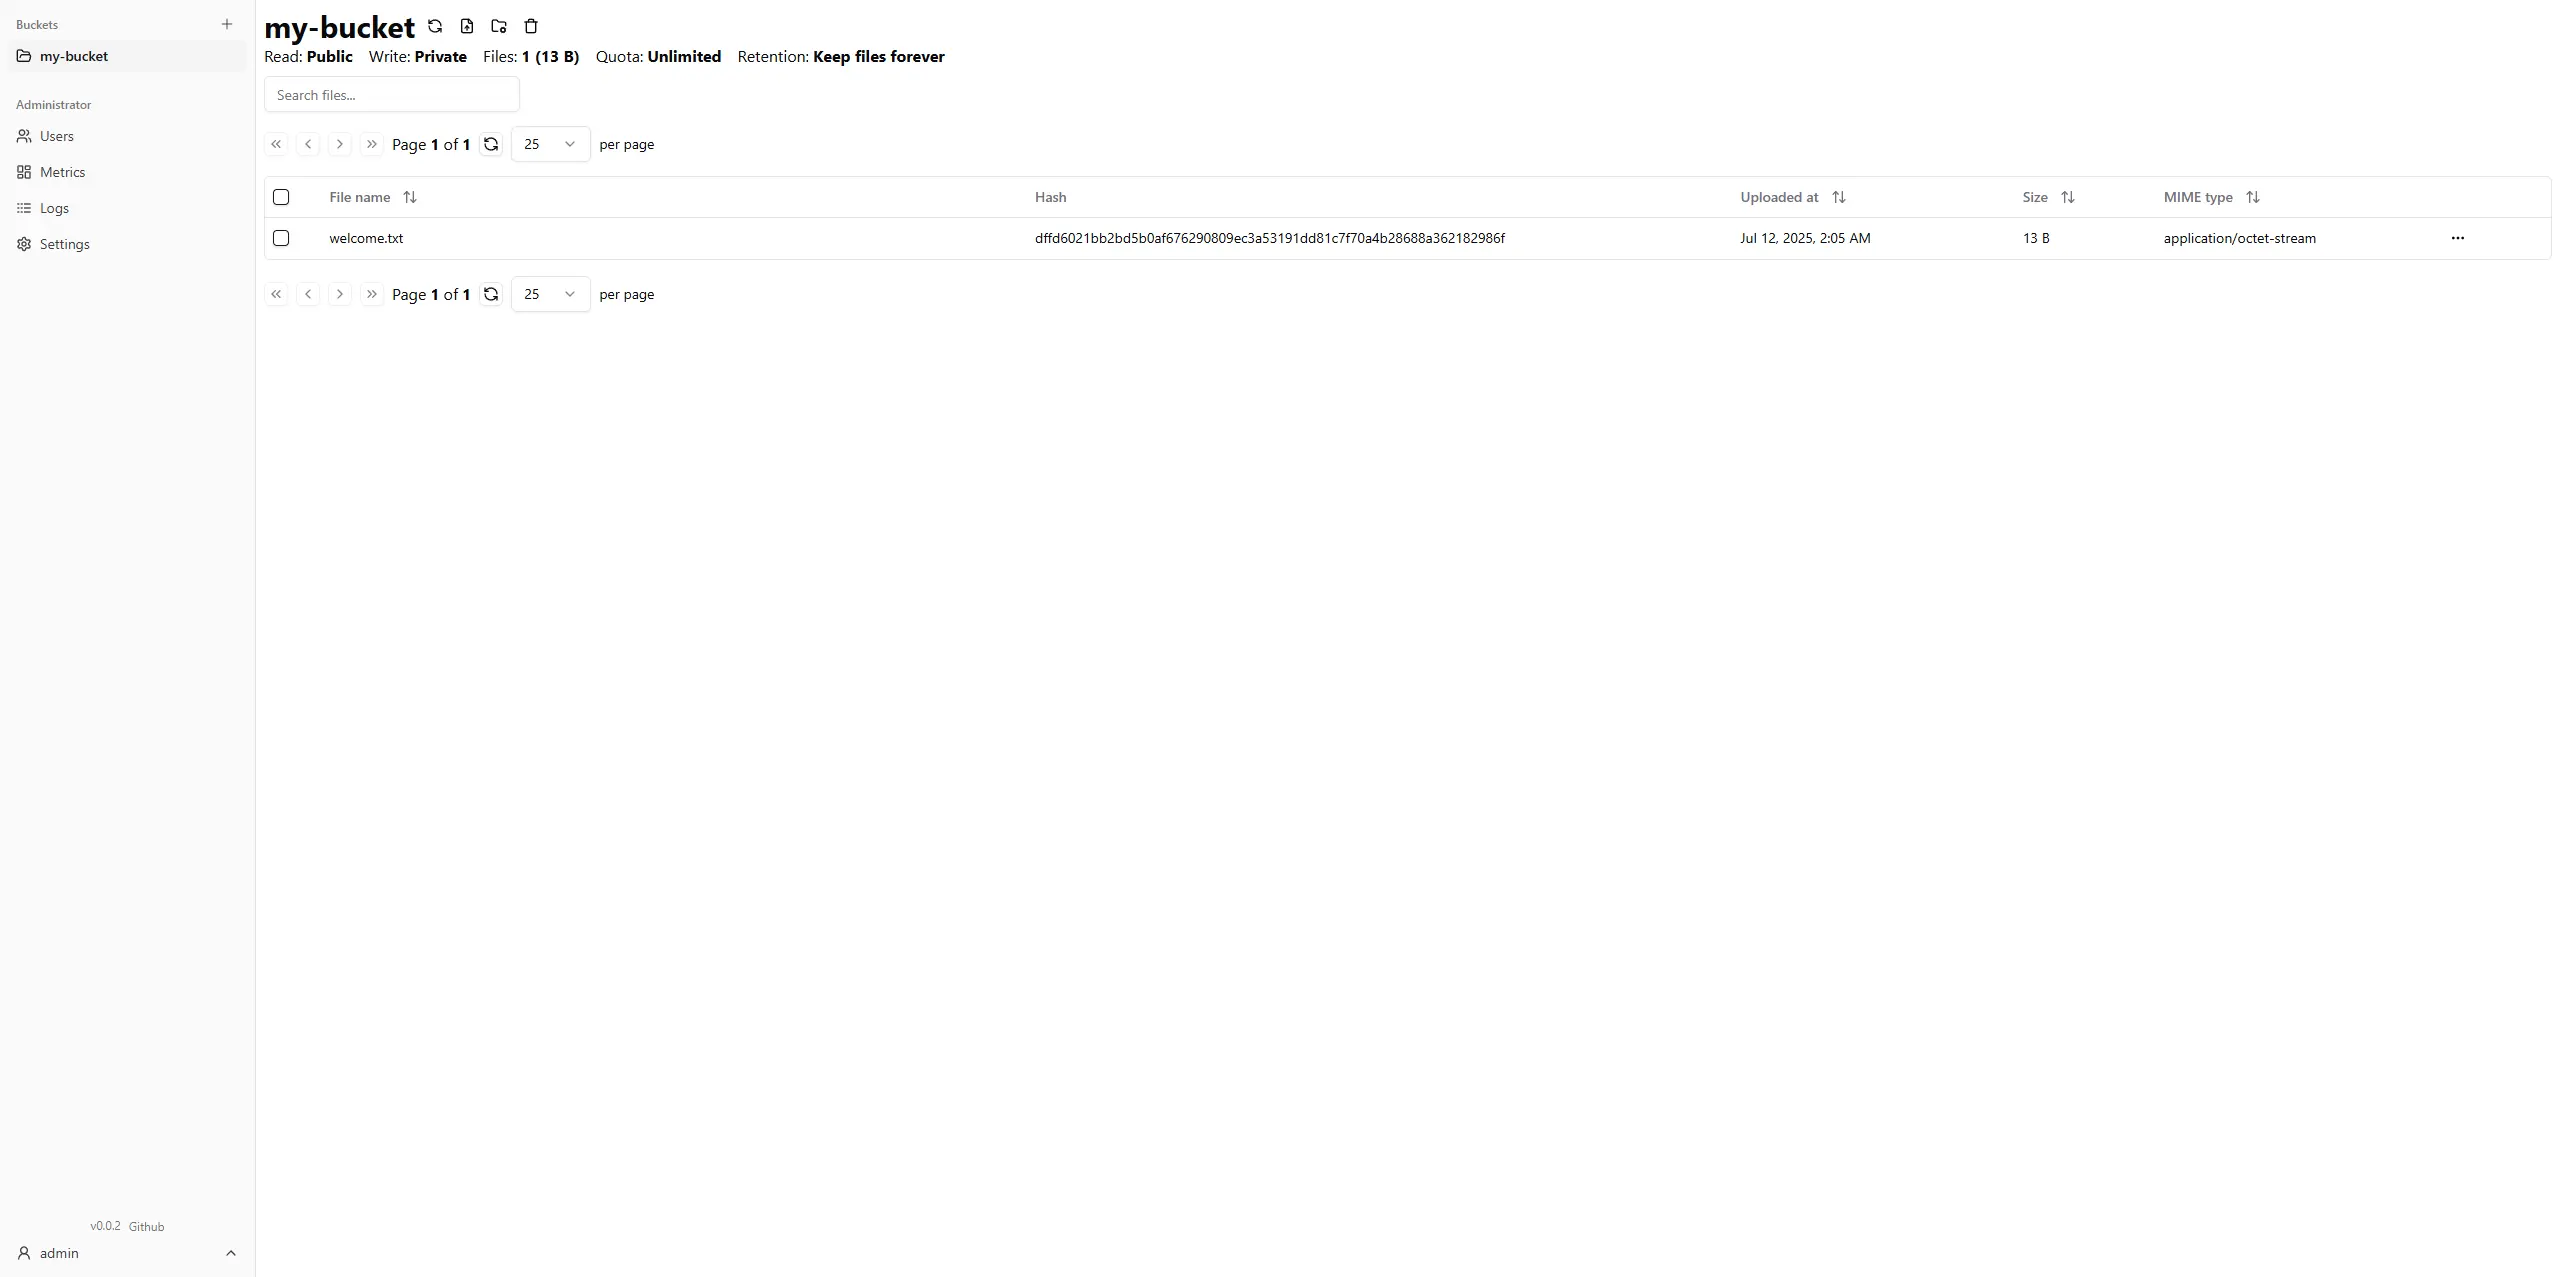 Buckets
my-bucket
Administrator
Users
Metrics
Logs
Settings
v0.0.2 Github
admin
my-bucket
Read: Public Write: Private Files: 1 (13 B) Quota: Unlimited Retention: Keep files forever
Search files...
Page 1 of 1 25 per page
File name Hash Uploaded at Size MIME type
welcome.txt dffd6021bb2bd5b0af676290809ec3a53191dd81c7f70a4b28688a362182986f Jul 12, 2025, 2:05 AM 13 B application/octet-stream
Page 1 of 1 25 per page